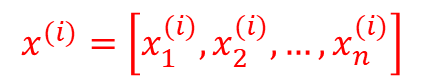 x^{(i)} = [x_1^{(i)}, x_2^{(i)}, …, x_n^{(i)}]